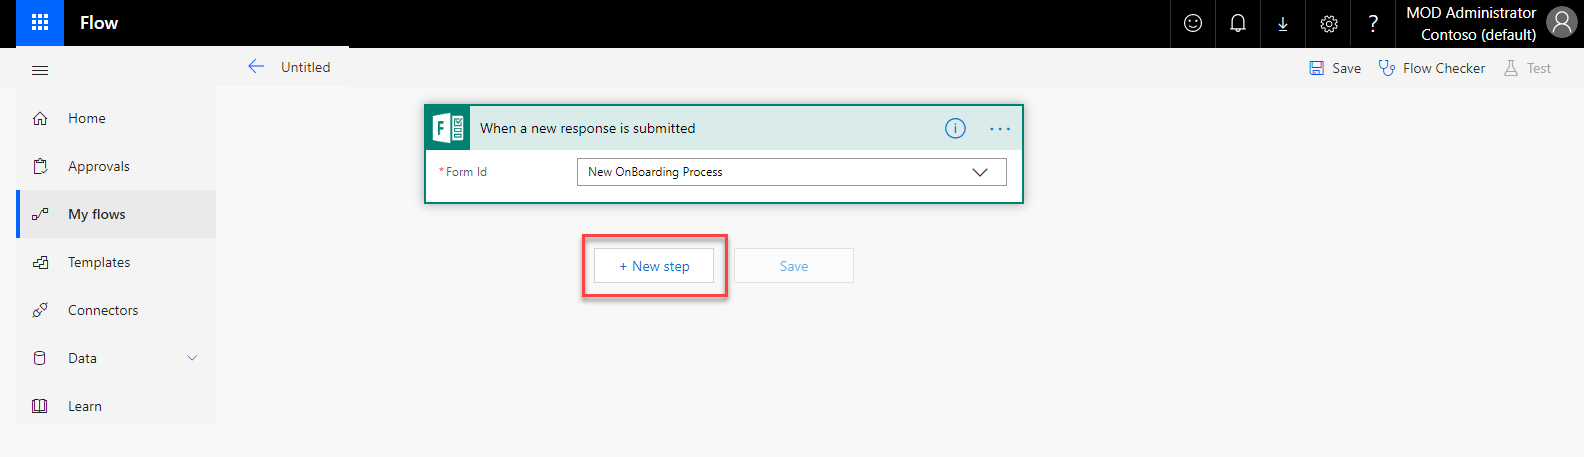 Flow
MOD Administrator
Contoso (default)
Untitled
Save
Flow Checker
Test
Home
Approvals
My flows
Templates
Connectors
Data
Learn
F
When a new response is submitted
* Form Id
New OnBoarding Process
+ New step
Save